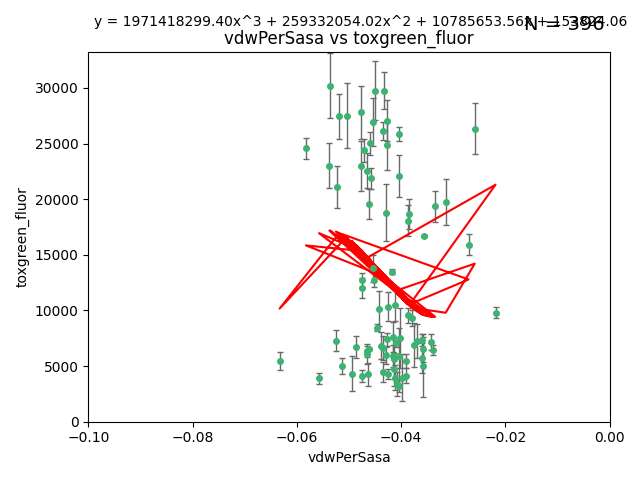 y = 1971418299.40x^3 + 259332054.02x^2 + 10785653.56x + 153824.06
N = 396
vdwPerSasa vs toxgreen_fluor
30000
25000
20000
15000
10000
5000
0
toxgreen_fluor
−0.10 −0.08 −0.06 −0.04 −0.02 0.00
vdwPerSasa